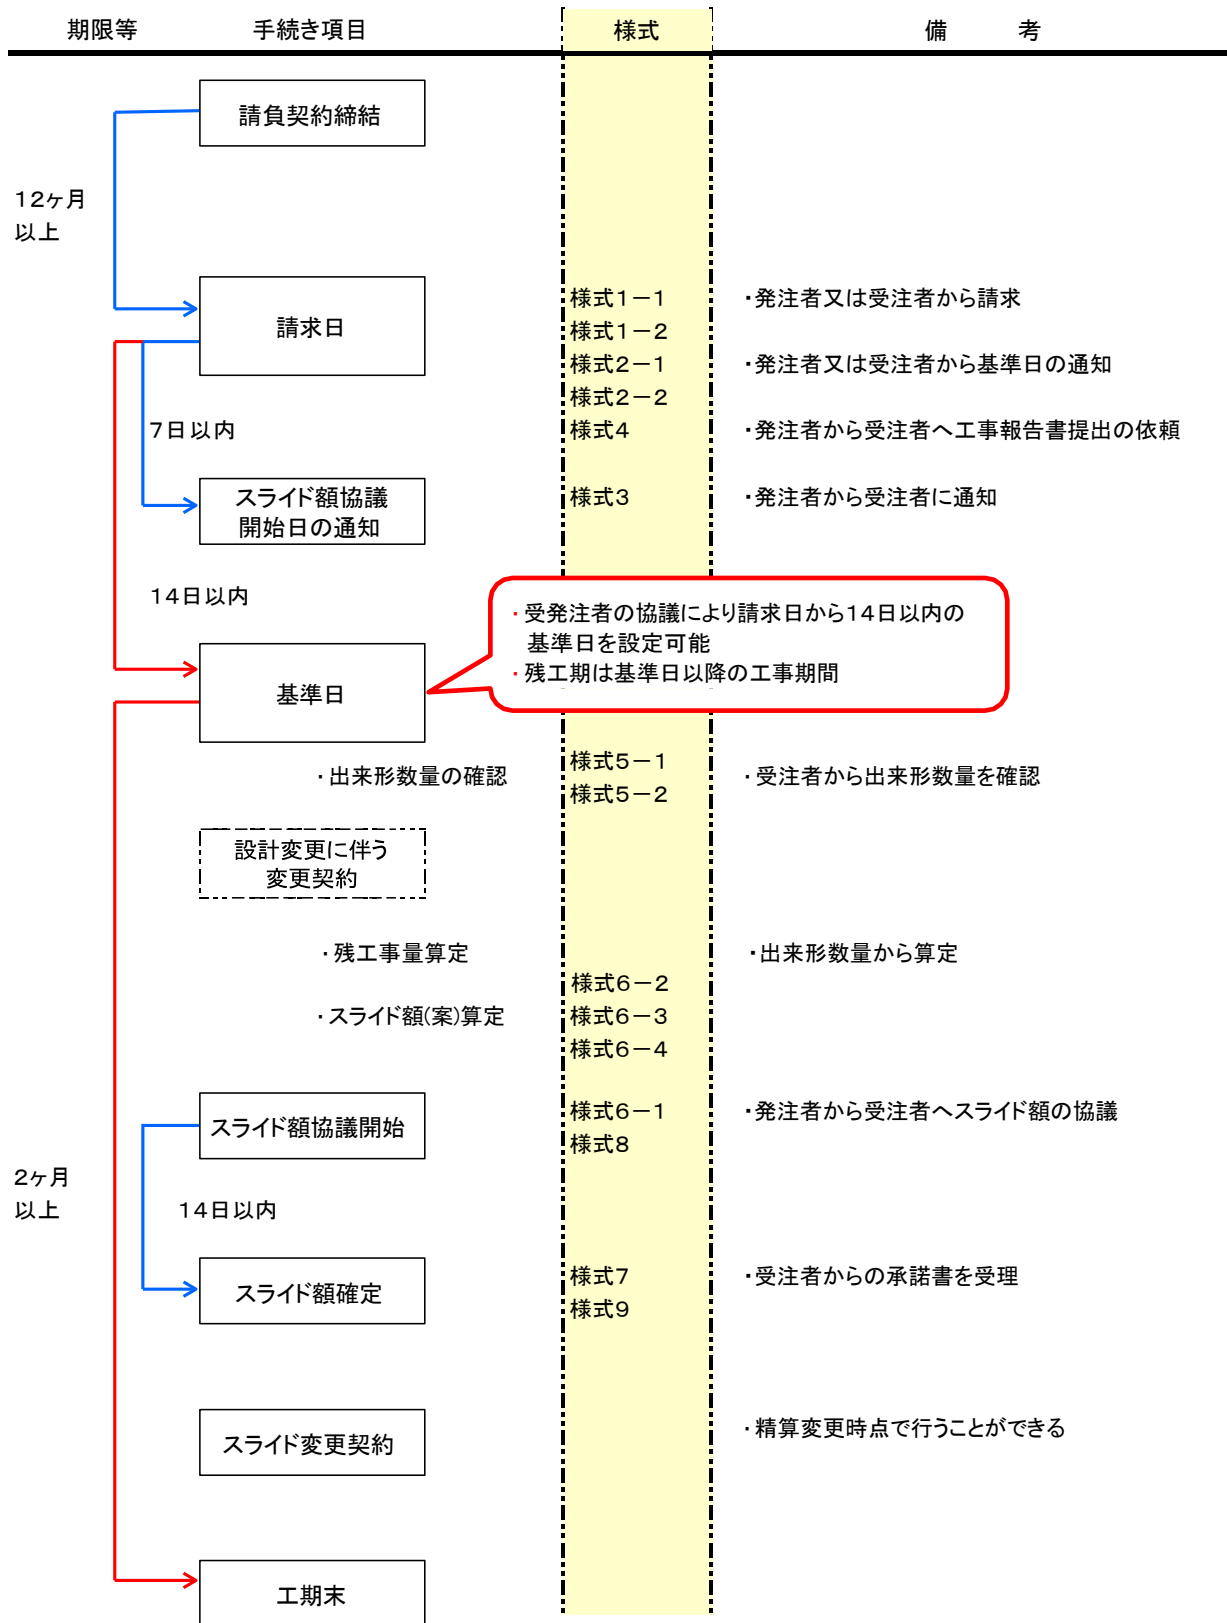 期限等 手続き項目 様式 備 考
請負契約締結
１２ヶ月
以上
請求日
様式１－１ ・発注者又は受注者から請求
様式１－２
様式２－１ ・発注者又は受注者から基準日の通知
様式２－２
７日以内
様式４ ・発注者から受注者へ工事報告書提出の依頼
スライド額協議
開始日の通知
様式３ ・発注者から受注者に通知
１４日以内
・受発注者の協議により請求日から１４日以内の
基準日を設定可能
・残工期は基準日以降の工事期間
基準日
・出来形数量の確認
様式５－１
様式５－２
・受注者から出来形数量を確認
設計変更に伴う
変更契約
・残工事量算定 ・出来形数量から算定
様式６－２
・スライド額(案)算定 様式６－３
様式６－４
スライド額協議開始
様式６－１ ・発注者から受注者へスライド額の協議
様式８
２ヶ月
以上
１４日以内
スライド額確定
様式７ ・受注者からの承諾書を受理
様式９
スライド変更契約 ・精算変更時点で行うことができる
工期末